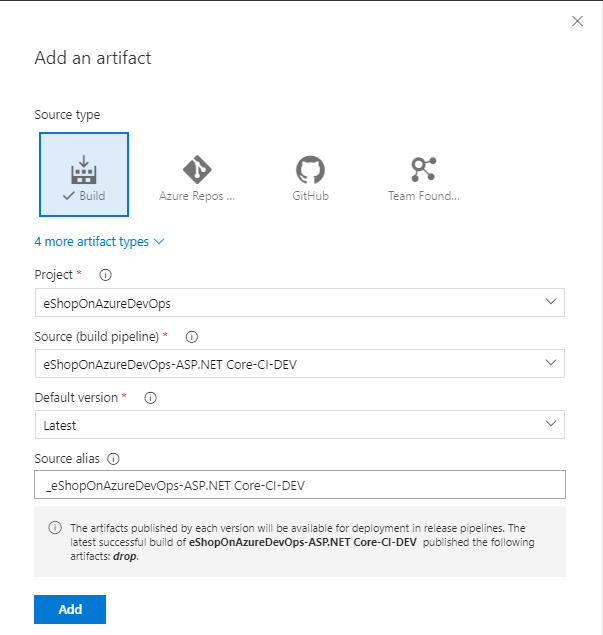 Add an artifact
Source type
Build
Azure Repos ...
GitHub
Team Found...
4 more artifact types
Project *
eShopOnAzureDevOps
Source (build pipeline) *
eShopOnAzureDevOps-ASP.NET Core-CI-DEV
Default version *
Latest
Source alias
_eShopOnAzureDevOps-ASP.NET Core-CI-DEV
The artifacts published by each version will be available for deployment in release pipelines. The
latest successful build of eShopOnAzureDevOps-ASP.NET Core-CI-DEV published the following
artifacts: drop.
Add